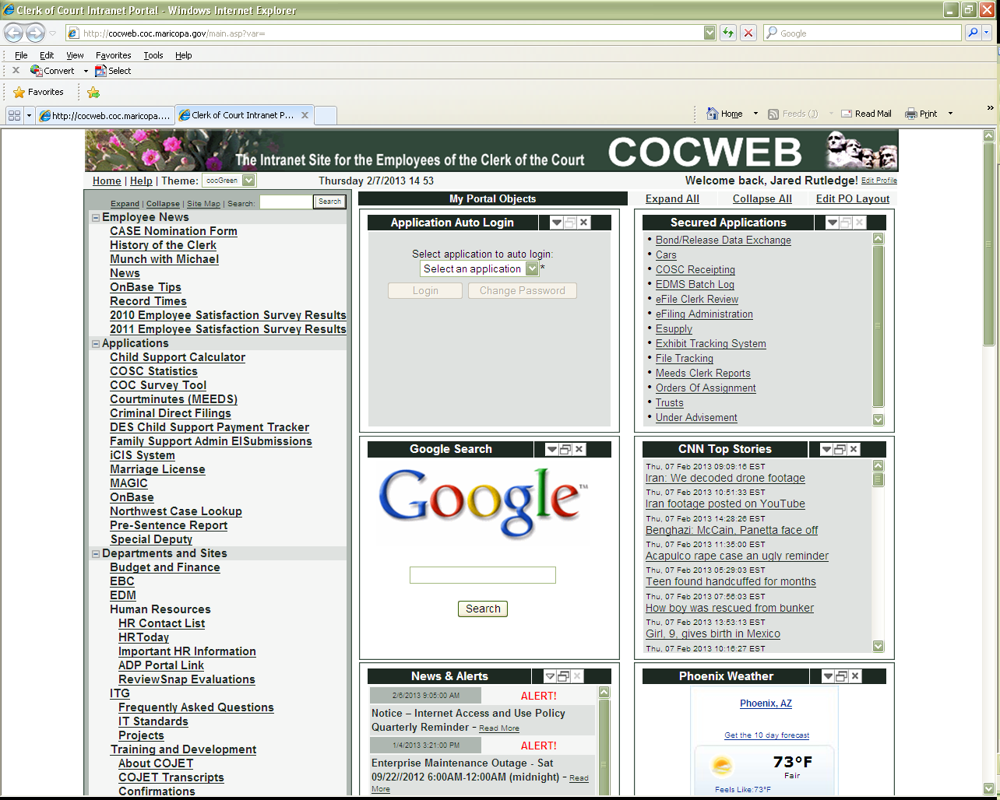 Clerk of Court Intranet Portal - Windows Internet Explorer
http://cocweb.coc.maricopa.gov/main.asp?var=
Google
File Edit View Favorites Tools Help
Convert Select
Favorites
http://cocweb.coc.maricopa.... Clerk of Court Intranet P... Home Feeds (J) Read Mail Print »
The Intranet Site for the Employees of the Clerk of the Court COCWEB
Home | Help | Theme: cocGreen Thursday 2/7/2013 14 53 Welcome back, Jared Rutledge! Edit Profile
Expand | Collapse | Site Map | Search: Search
Employee News
CASE Nomination Form
History of the Clerk
Munch with Michael
News
OnBase Tips
Record Times
2010 Employee Satisfaction Survey Results
2011 Employee Satisfaction Survey Results
Applications
Child Support Calculator
COSC Statistics
COC Survey Tool
Courtminutes (MEEDS)
Criminal Direct Filings
DES Child Support Payment Tracker
Family Support Admin EISubmissions
iCIS System
Marriage License
MAGIC
OnBase
Northwest Case Lookup
Pre-Sentence Report
Special Deputy
Departments and Sites
Budget and Finance
EBC
EDM
Human Resources
HR Contact List
HRToday
Important HR Information
ADP Portal Link
ReviewSnap Evaluations
ITG
Frequently Asked Questions
IT Standards
Projects
Training and Development
About COJET
COJET Transcripts
Confirmations
My Portal Objects Expand All Collapse All Edit PO Layout
Application Auto Login
Select application to auto login:
Select an application *
Login Change Password
Secured Applications
• Bond/Release Data Exchange
• Cars
• COSC Receipting
• EDMS Batch Log
• eFile Clerk Review
• eFiling Administration
• Esupply
• Exhibit Tracking System
• File Tracking
• Meeds Clerk Reports
• Orders Of Assignment
• Trusts
• Under Advisement
Google Search
Google™
Search
CNN Top Stories
Thu, 07 Feb 2013 09:09:16 EST
Iran: We decoded drone footage
Thu, 07 Feb 2013 10:51:33 EST
Iran footage posted on YouTube
Thu, 07 Feb 2013 14:28:26 EST
Benghazi: McCain, Panetta face off
Thu, 07 Feb 2013 11:35:00 EST
Acapulco rape case an ugly reminder
Thu, 07 Feb 2013 05:29:03 EST
Teen found handcuffed for months
Thu, 07 Feb 2013 07:56:03 EST
How boy was rescued from bunker
Thu, 07 Feb 2013 13:53:13 EST
Girl, 9, gives birth in Mexico
Thu, 07 Feb 2013 10:16:27 EST
News & Alerts
2/6/2013 9:05:00 AM ALERT!
Notice – Internet Access and Use Policy
Quarterly Reminder - Read More
1/4/2013 3:21:00 PM ALERT!
Enterprise Maintenance Outage - Sat
09/22//2012 6:00AM-12:00AM (midnight) - Read
More
Phoenix Weather
Phoenix, AZ
Get the 10 day forecast
73°F
Fair
Feels Like:73°F